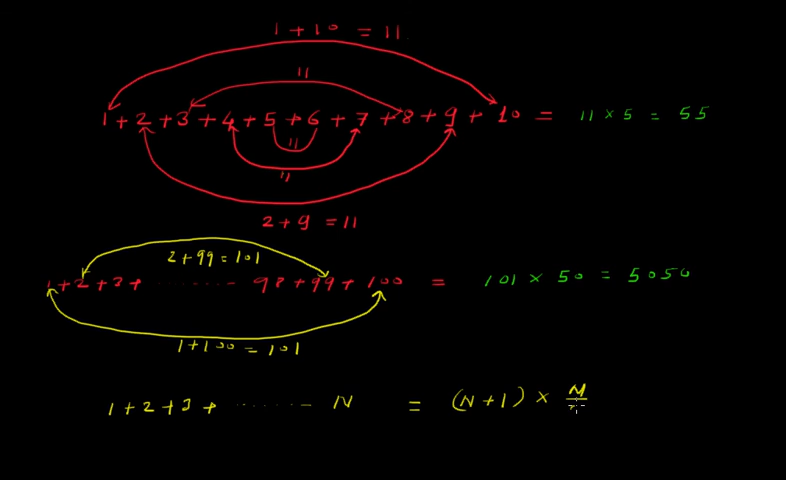 1 + 10 = 11
11
1 + 2 + 3 + 4 + 5 + 6 + 7 + 8 + 9 + 10 = 11 × 5 = 55
11
11
2 + 9 = 11
2 + 99 = 101
1 + 2 + 3 + ........ 98 + 99 + 100 = 101 × 50 = 5050
1 + 100 = 101
1 + 2 + 3 + ........ N = (N + 1) × N